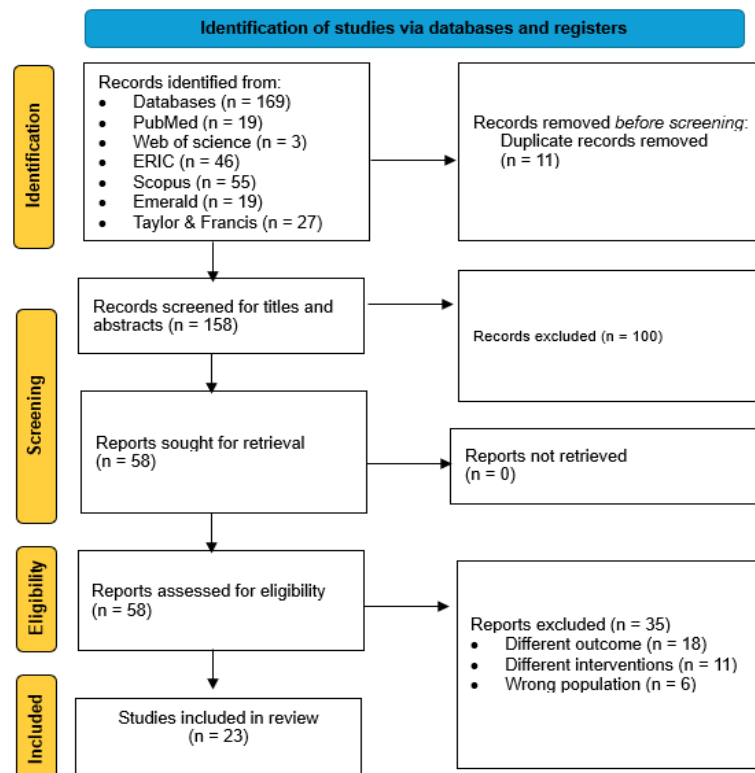 Identification of studies via databases and registers
Identification
Records identified from:
• Databases (n = 169)
• PubMed (n = 19)
• Web of science (n = 3)
• ERIC (n = 46)
• Scopus (n = 55)
• Emerald (n = 19)
• Taylor & Francis (n = 27)
Records removed before screening:
Duplicate records removed
(n = 11)
Screening
Records screened for titles and
abstracts (n = 158)
Records excluded (n = 100)
Reports sought for retrieval
(n = 58)
Reports not retrieved
(n = 0)
Eligibility
Reports assessed for eligibility
(n = 58)
Reports excluded (n = 35)
• Different outcome (n = 18)
• Different interventions (n = 11)
• Wrong population (n = 6)
Included
Studies included in review
(n = 23)